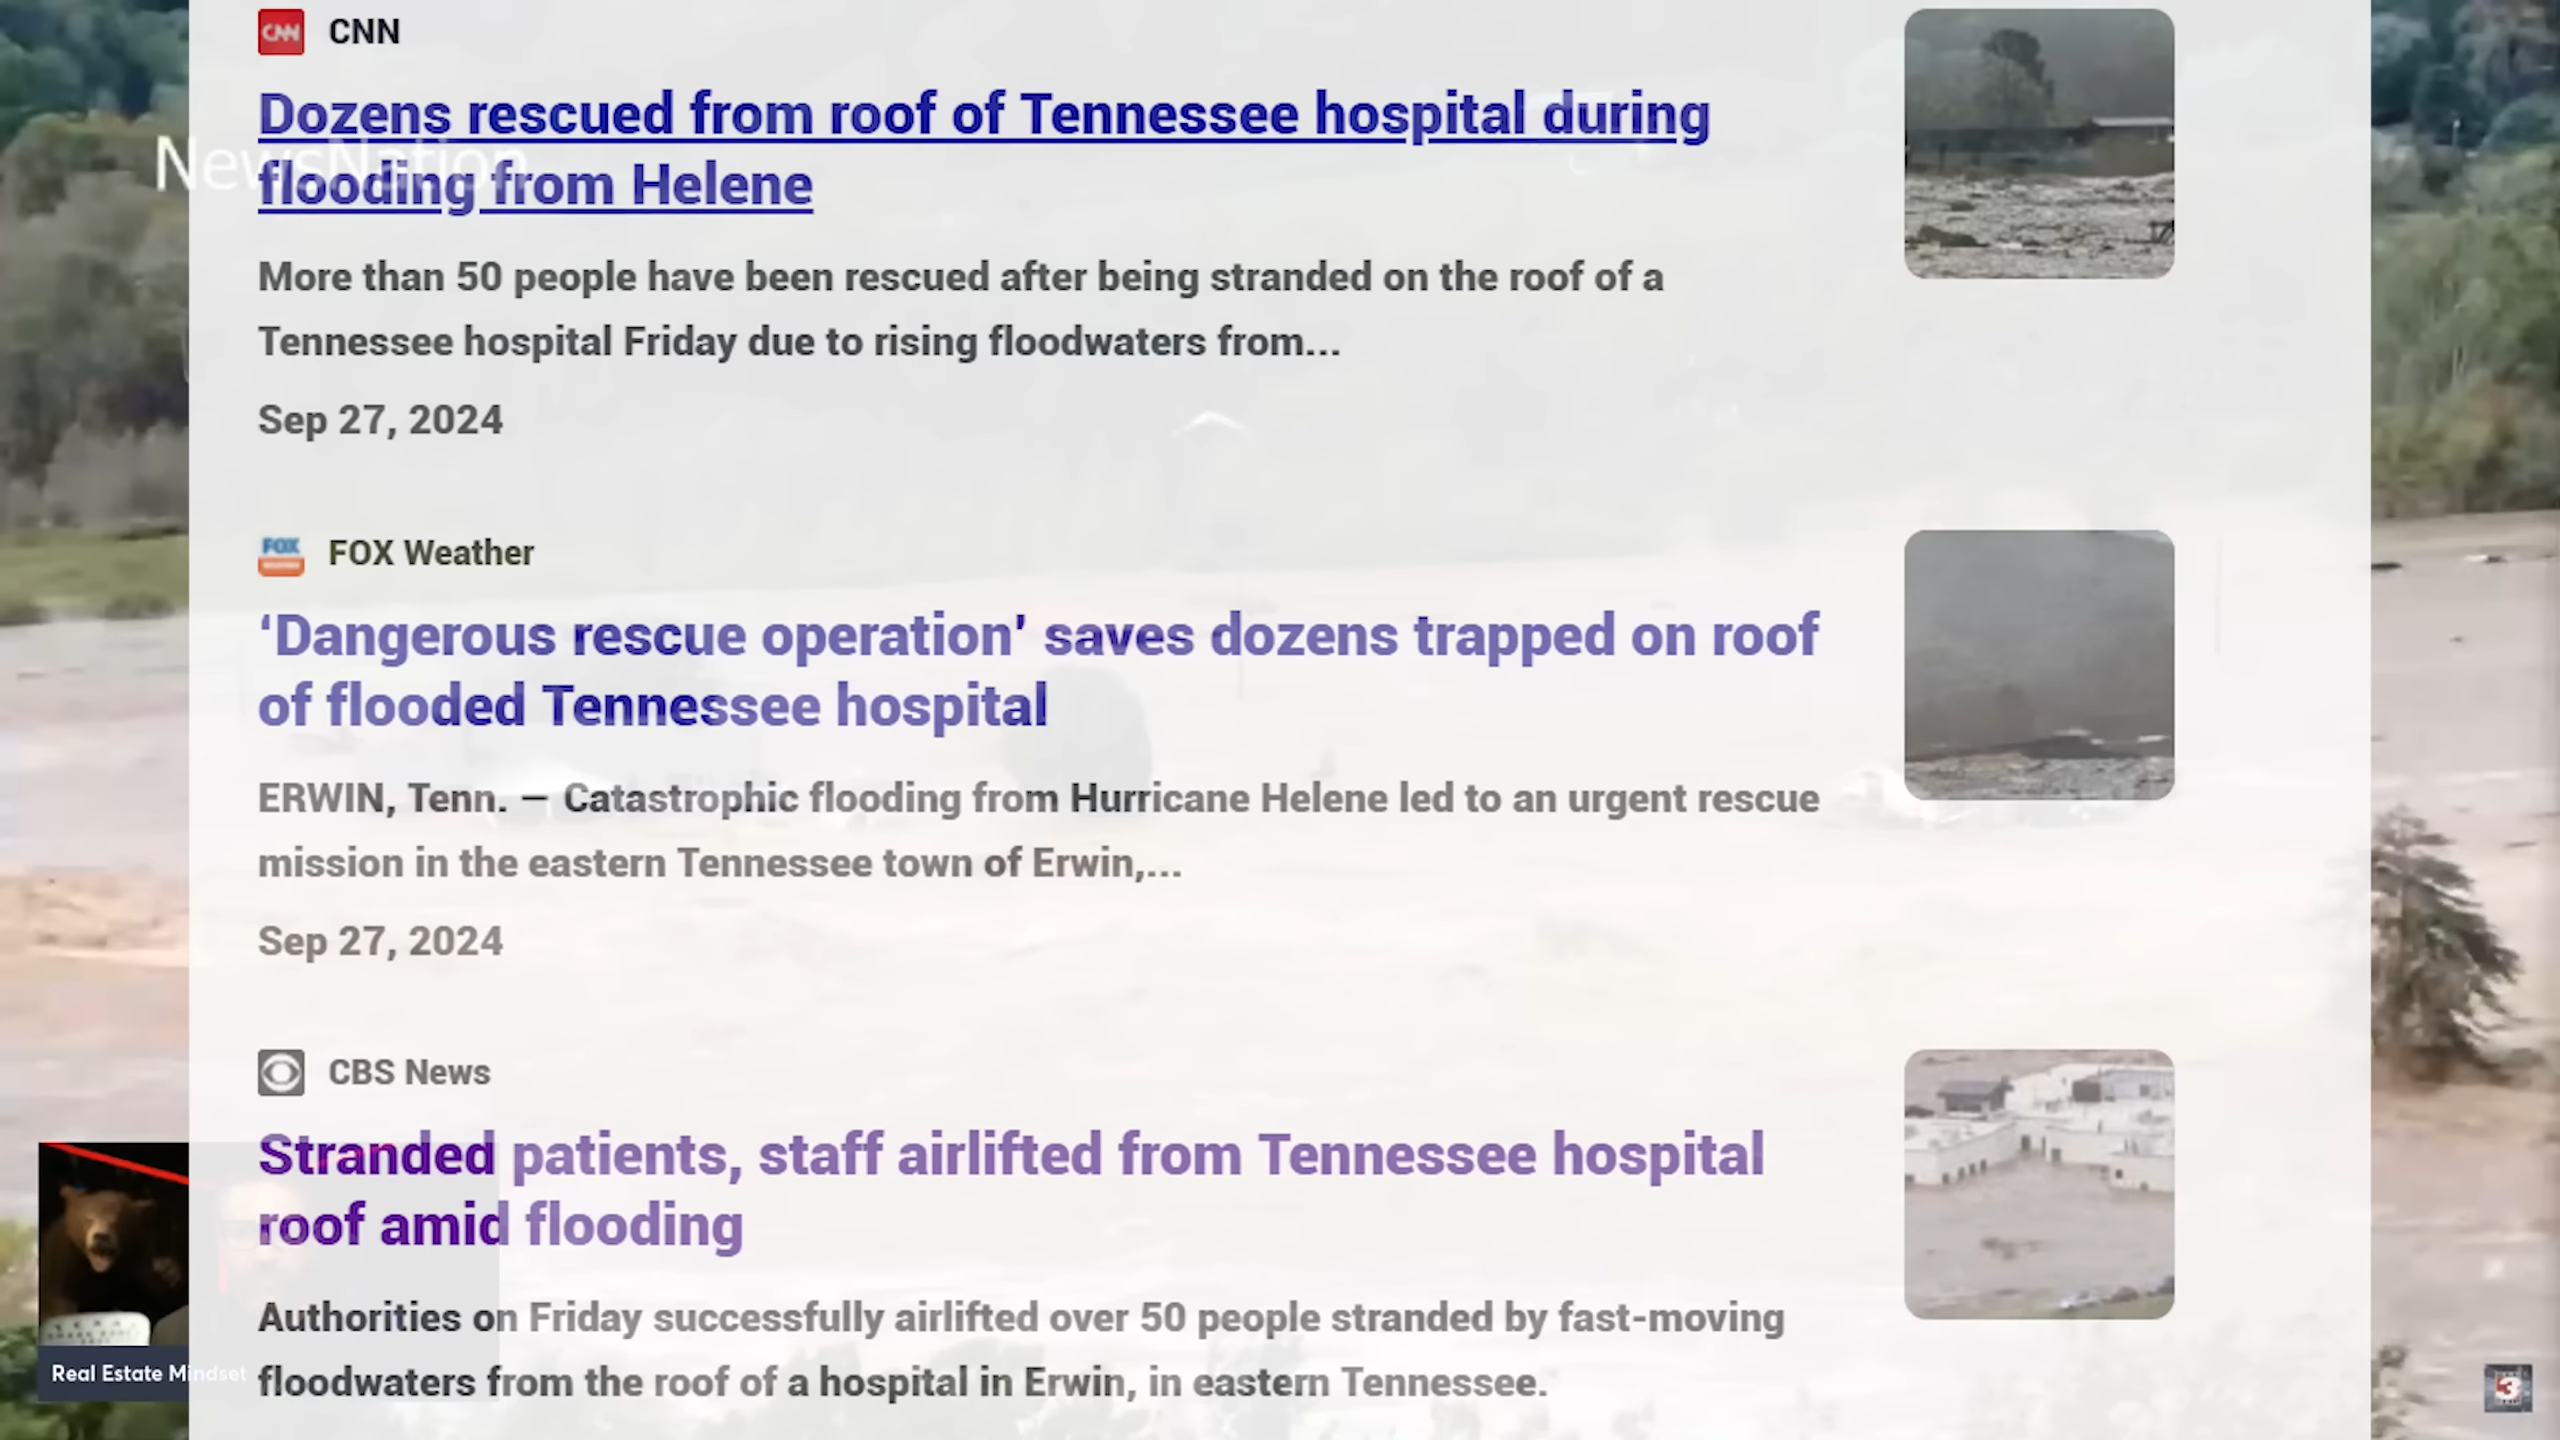 CNN
CNN
Dozens rescued from roof of Tennessee hospital during
flooding from Helene
NewsNation
More than 50 people have been rescued after being stranded on the roof of a
Tennessee hospital Friday due to rising floodwaters from...
Sep 27, 2024
FOX
FOX Weather
‘Dangerous rescue operation’ saves dozens trapped on roof
of flooded Tennessee hospital
ERWIN, Tenn. — Catastrophic flooding from Hurricane Helene led to an urgent rescue
mission in the eastern Tennessee town of Erwin,...
Sep 27, 2024
CBS News
Stranded patients, staff airlifted from Tennessee hospital
roof amid flooding
Authorities on Friday successfully airlifted over 50 people stranded by fast-moving
floodwaters from the roof of a hospital in Erwin, in eastern Tennessee.
Real Estate Mindset
3